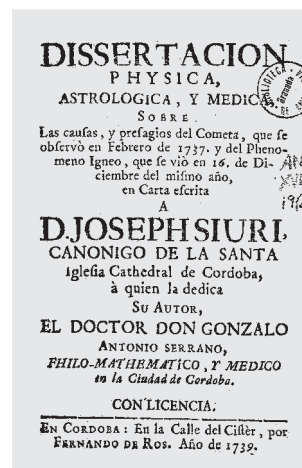 DISSERTACION
PHYSICA,
ASTROLOGICA, Y MEDICA
SOBRE
Las causas, y presagios del Cometa, que se
observò en Febrero de 1737. y del Pheno-
meno Igneo, que se viò en 16. de Di-
ciembre del mismo año,
en Carta escrita
A
D. JOSEPH SIURI,
CANONIGO DE LA SANTA
Iglesia Cathedral de Cordoba,
à quien la dedica
SU AUTOR,
EL DOCTOR DON GONZALO
ANTONIO SERRANO,
PHILO-MATHEMATICO, Y MEDICO
en la Ciudad de Cordoba.
CON LICENCIA:
EN CORDOBA: En la Calle del Cistèr, por
FERNANDO DE ROS. Año de 1739.